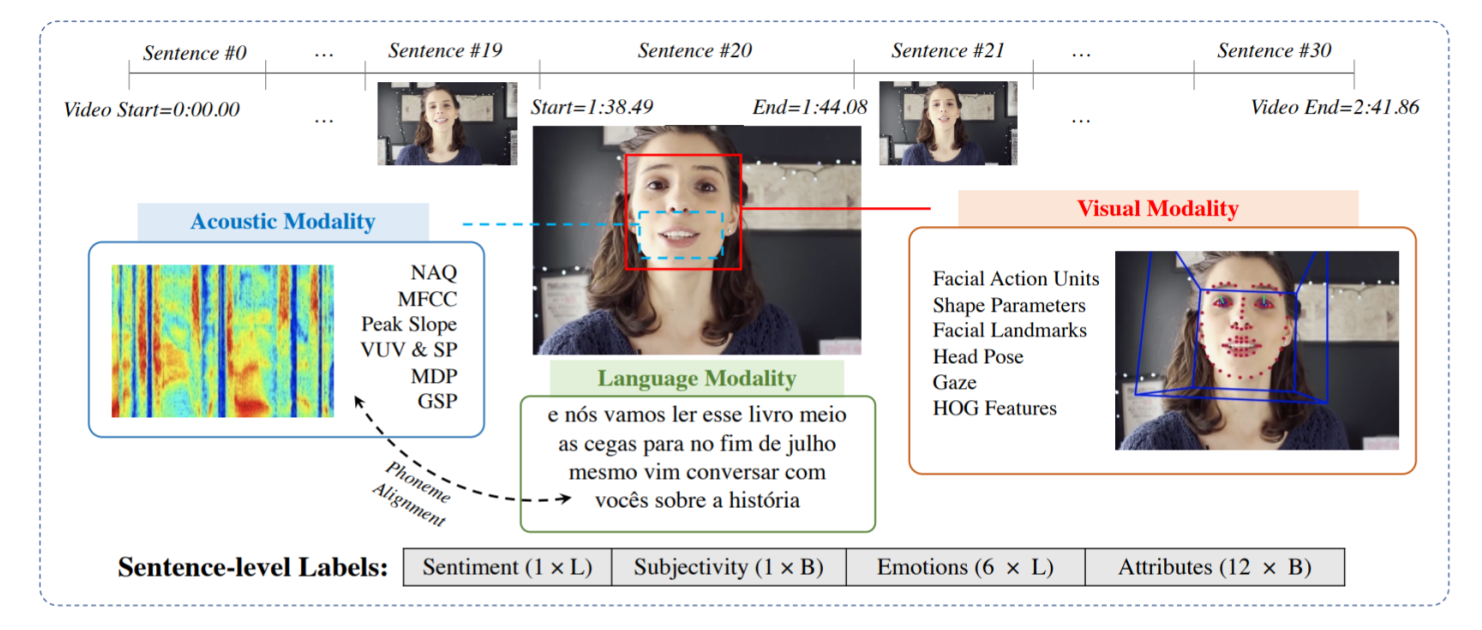 Sentence #0 ... Sentence #19 Sentence #20 Sentence #21 ... Sentence #30
Video Start=0:00.00 ... Start=1:38.49 End=1:44.08 ... Video End=2:41.86
Acoustic Modality
NAQ
MFCC
Peak Slope
VUV & SP
MDP
GSP
Phoneme
Alignment
Language Modality
e nós vamos ler esse livro meio
as cegas para no fim de julho
mesmo vim conversar com
vocês sobre a história
Visual Modality
Facial Action Units
Shape Parameters
Facial Landmarks
Head Pose
Gaze
HOG Features
Sentence-level Labels: Sentiment (1 × L) Subjectivity (1 × B) Emotions (6 × L) Attributes (12 × B)